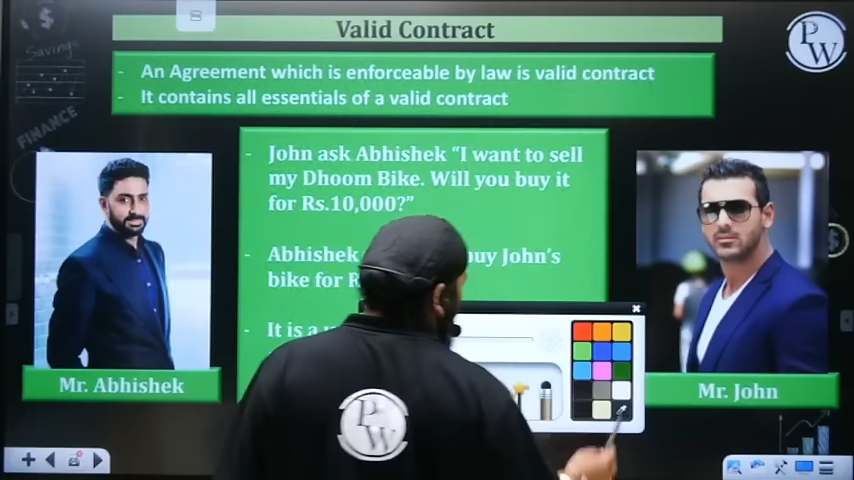 Valid Contract
P
W
Savings
- An Agreement which is enforceable by law is valid contract
- It contains all essentials of a valid contract
FINANCE
- John ask Abhishek “I want to sell
my Dhoom Bike. Will you buy it
for Rs.10,000?”
- Abhishek buy John’s
bike for
- It is a
Mr. Abhishek
Mr. John
P
W